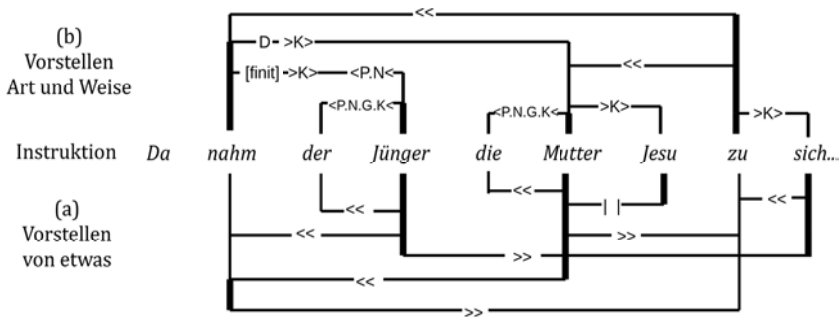 <<
(b)
D >K>
Vorstellen
<<
Art und Weise
[finit] >K> <P.N<
<P.N.G.K< <P.N.G.K< >K> >K>
Instruktion Da nahm der Jünger die Mutter Jesu zu sich...
<< <<
(a)
<< | |
Vorstellen
<< >>
von etwas
>>
<<
>>